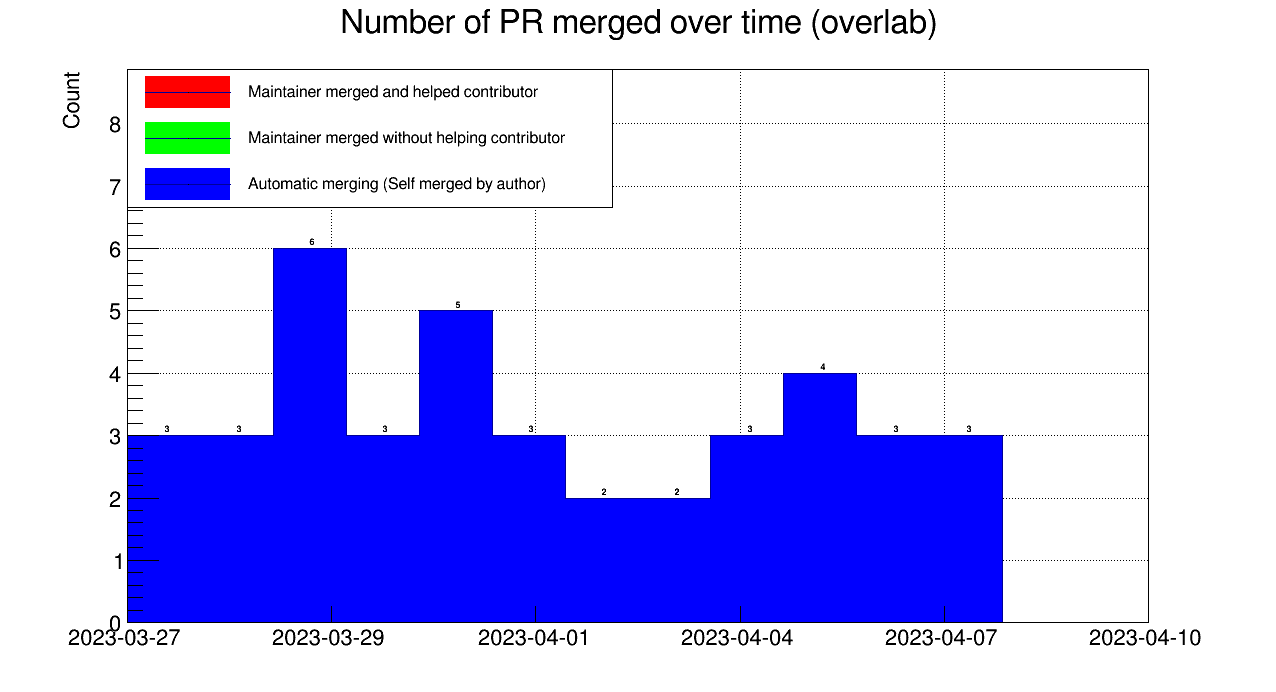 Number of PR merged over time (overlab)
Count
Maintainer merged and helped contributor
Maintainer merged without helping contributor
Automatic merging (Self merged by author)
8
7
6
5
4
3
2
1
0
3 3 6 3 5 3 2 2 3 4 3 3
2023-03-27 2023-03-29 2023-04-01 2023-04-04 2023-04-07 2023-04-10